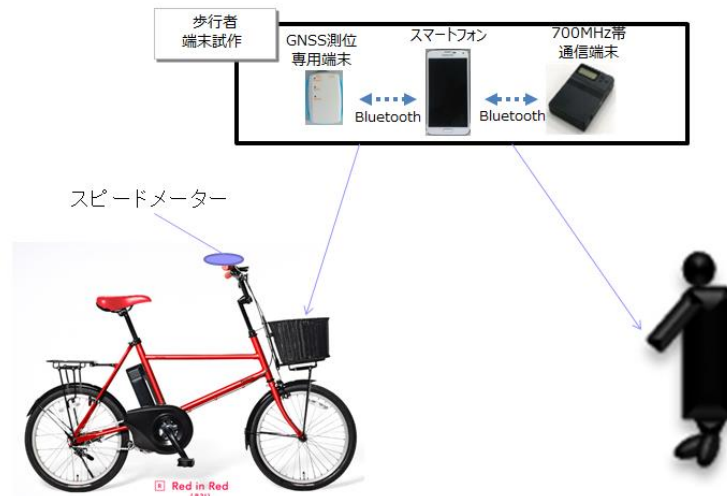 歩行者
端末試作
GNSS測位
専用端末
スマートフォン
700MHz帯
通信端末
Bluetooth
Bluetooth
スピードメーター
R Red in Red